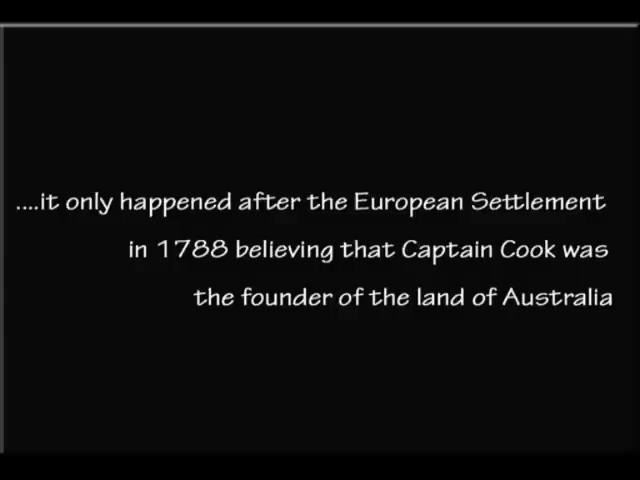 ....it only happened after the European Settlement
in 1788 believing that Captain Cook was
the founder of the land of Australia